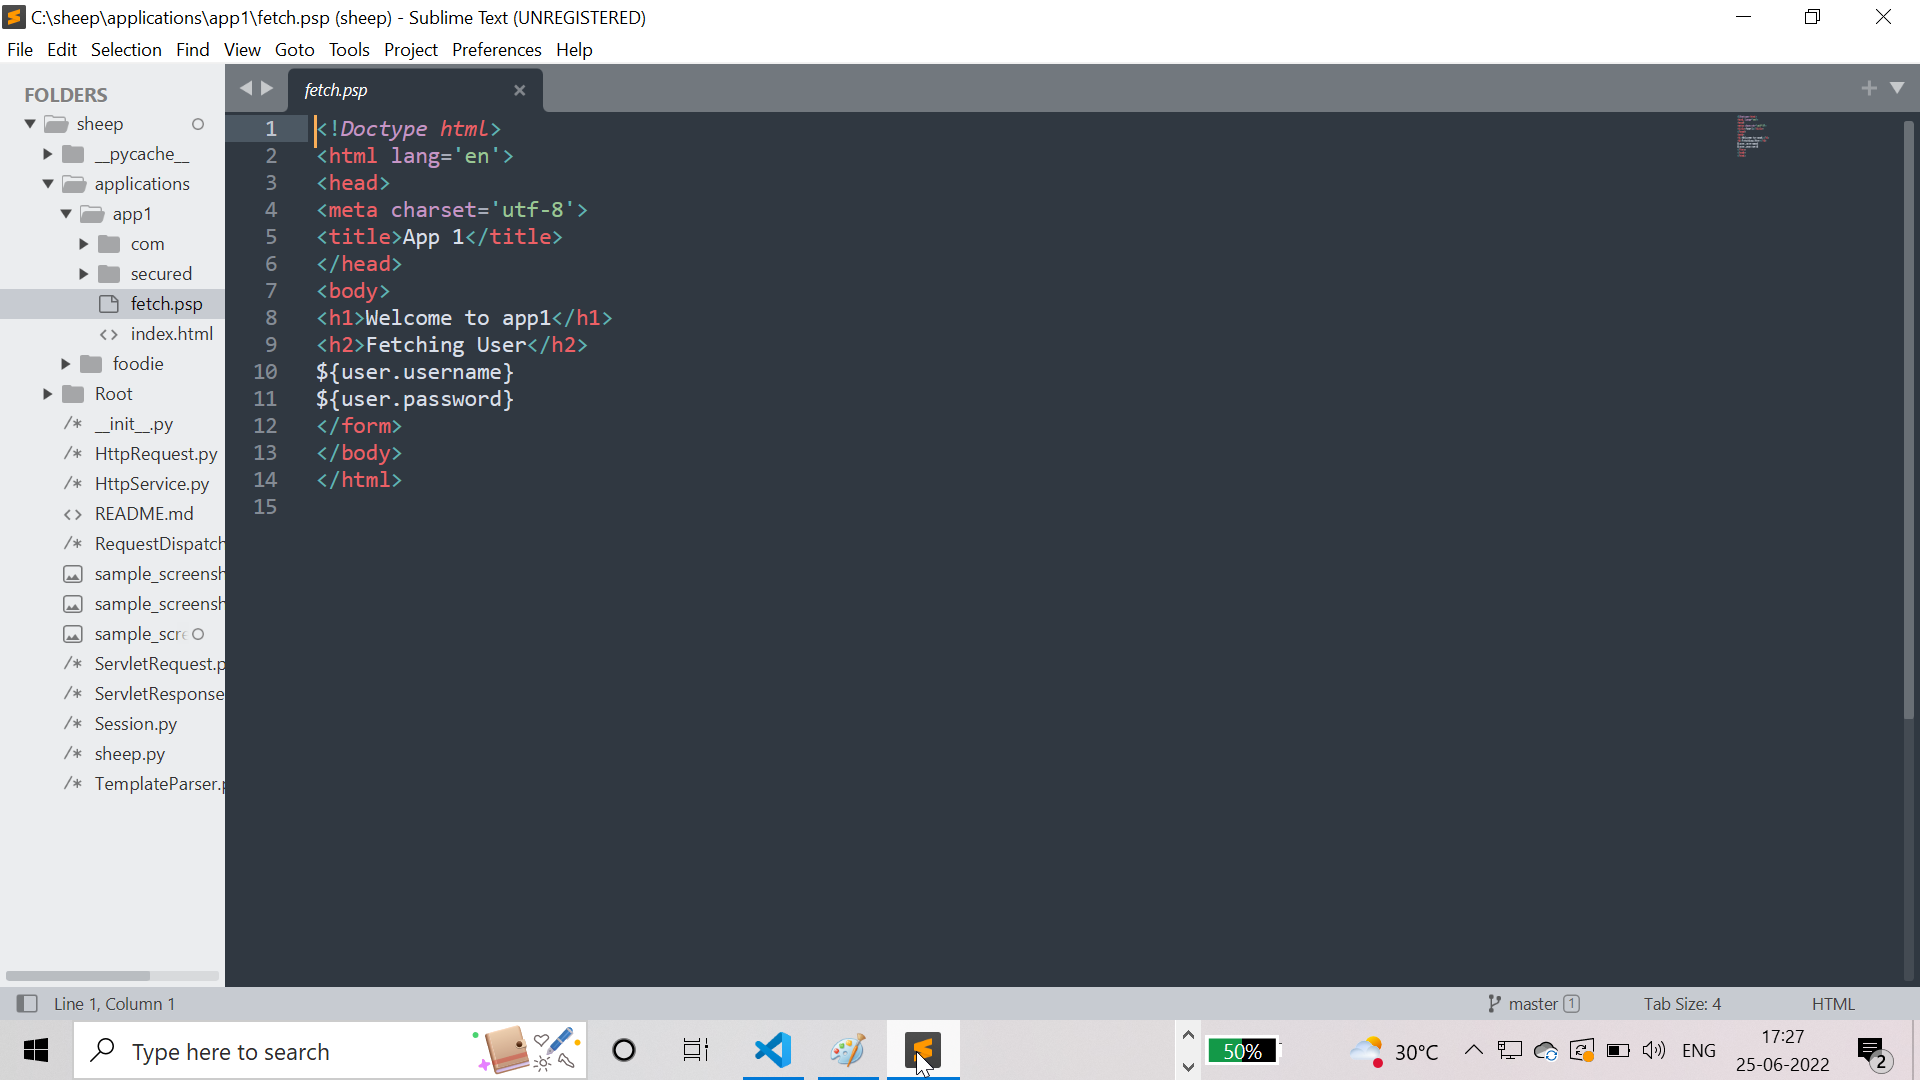 C:\sheep\applications\app1\fetch.psp (sheep) - Sublime Text (UNREGISTERED)
File Edit Selection Find View Goto Tools Project Preferences Help
FOLDERS
sheep
__pycache__
applications
app1
com
secured
fetch.psp
index.html
foodie
Root
__init__.py
HttpRequest.py
HttpService.py
README.md
RequestDispatch
sample_screensh
sample_screensh
sample_scre
ServletRequest.p
ServletResponse
Session.py
sheep.py
TemplateParser.p
fetch.psp
1 <!Doctype html>
2 <html lang='en'>
3 <head>
4 <meta charset='utf-8'>
5 <title>App 1</title>
6 </head>
7 <body>
8 <h1>Welcome to app1</h1>
9 <h2>Fetching User</h2>
10 ${user.username}
11 ${user.password}
12 </form>
13 </body>
14 </html>
15
Line 1, Column 1
master 1
Tab Size: 4
HTML
Type here to search
50%
30°C
ENG
17:27
25-06-2022
2